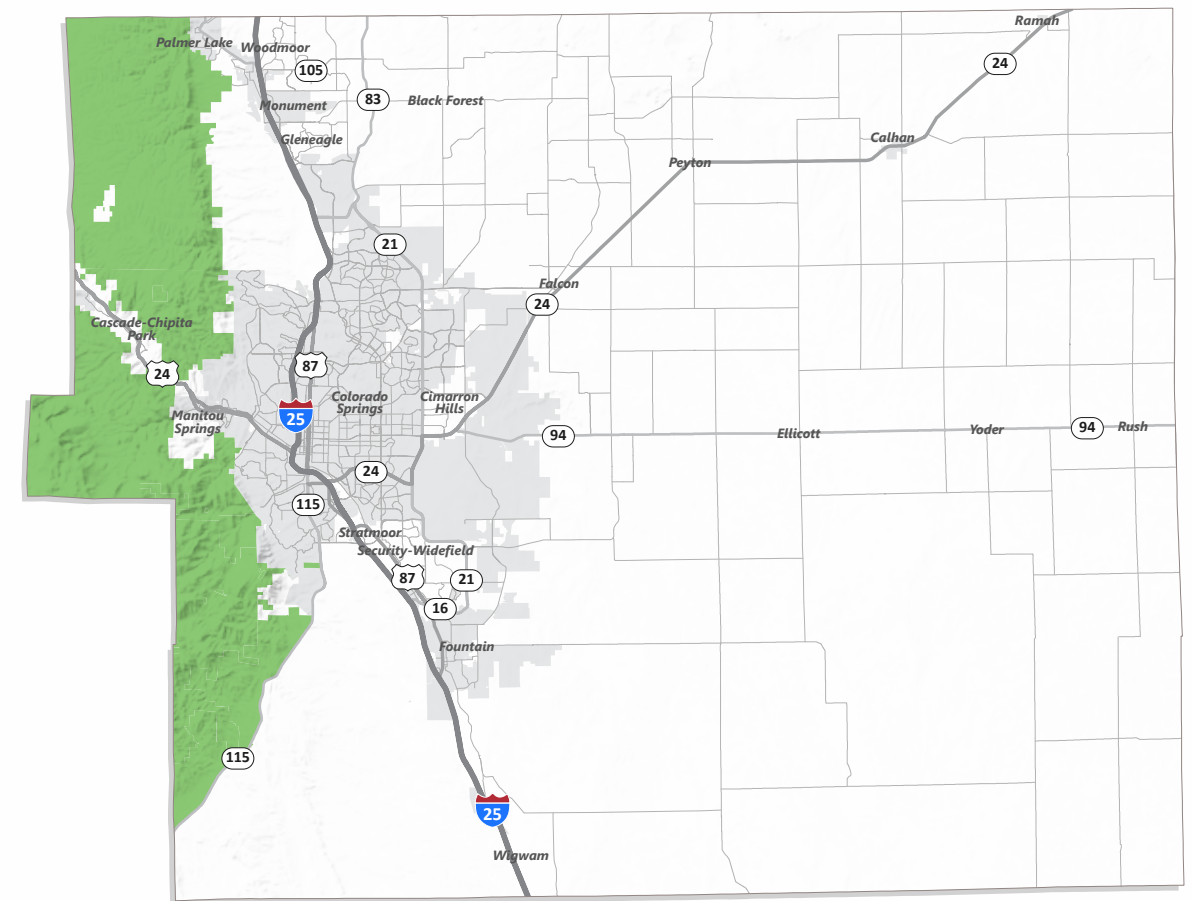 Ramah
Palmer Lake
Woodmoor
24
105
83
Black Forest
Monument
Gleneagle
Calhan
Peyton
21
Falcon
24
Cascade-Chipita
Park
87
24
Colorado
Springs
Cimarron
Hills
25
Manitou
Springs
94
Ellicott
Yoder
94
Rush
24
115
Stratmoor
Security-Widefield
87
21
16
Fountain
115
25
Wigwam